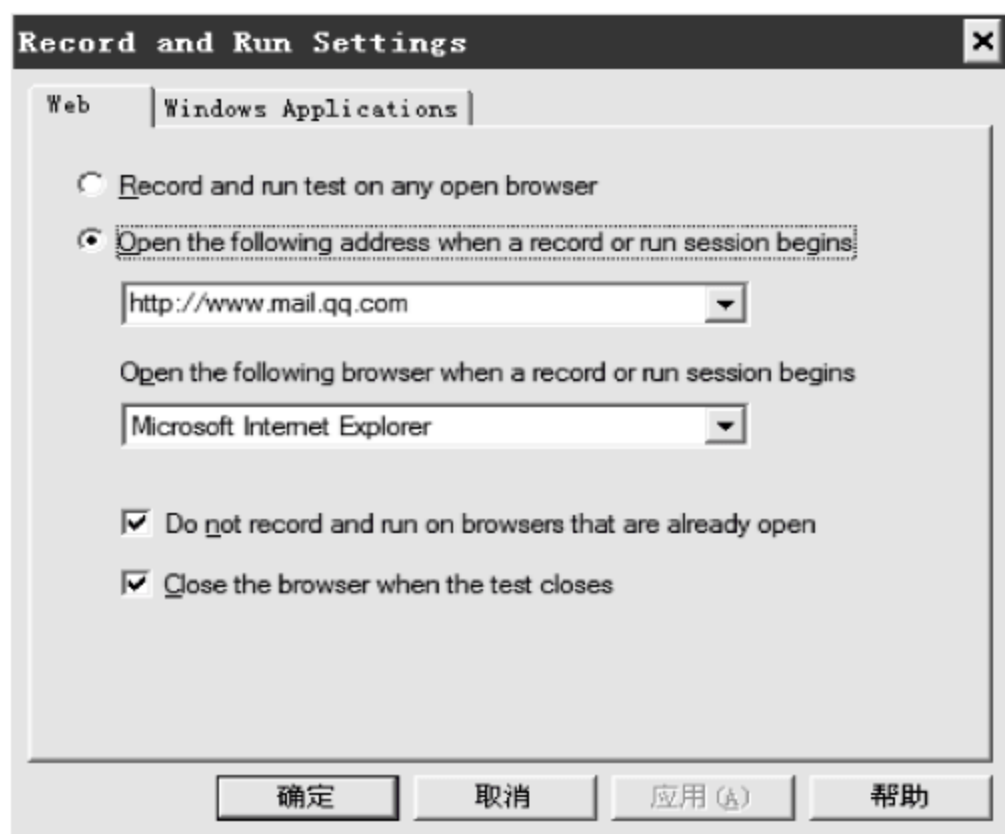 Record and Run Settings
Web
Windows Applications
Record and run test on any open browser
Open the following address when a record or run session begins
http://www.mail.qq.com
Open the following browser when a record or run session begins
Microsoft Internet Explorer
Do not record and run on browsers that are already open
Close the browser when the test closes
确定
取消
应用(A)
帮助